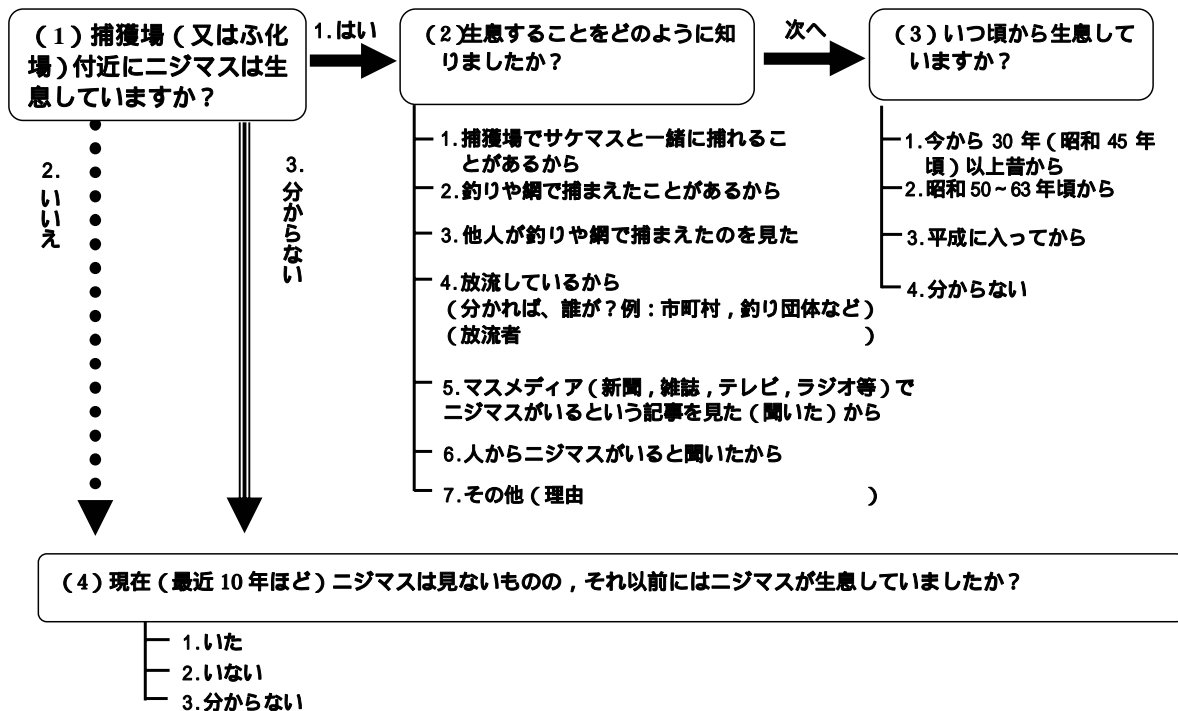 （1）捕獲場（又はふ化
場）付近にニジマスは生
息していますか？
1.はい
（2）生息することをどのように知
りましたか？
次へ
（3）いつ頃から生息して
いますか？
2.いいえ
3.分からない
1.捕獲場でサケマスと一緒に捕れるこ
とがあるから
2.釣りや網で捕まえたことがあるから
3.他人が釣りや網で捕まえたのを見た
4.放流しているから
（分かれば、誰が？例：市町村，釣り団体など）
（放流者　　　　　　　　　　　　　　　）
5.マスメディア（新聞，雑誌，テレビ，ラジオ等）で
ニジマスがいるという記事を見た（聞いた）から
6.人からニジマスがいると聞いたから
7.その他（理由　　　　　　　　　　　　）
1.今から 30 年（昭和 45 年
頃）以上昔から
2.昭和 50～63 年頃から
3.平成に入ってから
4.分からない
（4）現在（最近 10 年ほど）ニジマスは見ないものの，それ以前にはニジマスが生息していましたか？
1.いた
2.いない
3.分からない